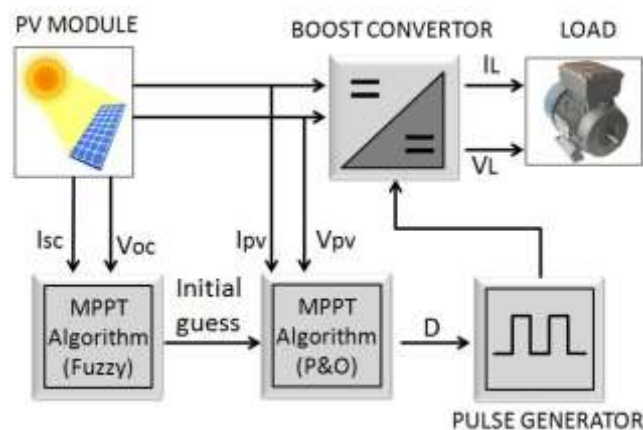 PV MODULE
BOOST CONVERTOR
LOAD
IL
VL
Isc
Voc
Ipv
Vpv
MPPT
Algorithm
(Fuzzy)
Initial
guess
MPPT
Algorithm
(P&O)
D
PULSE GENERATOR